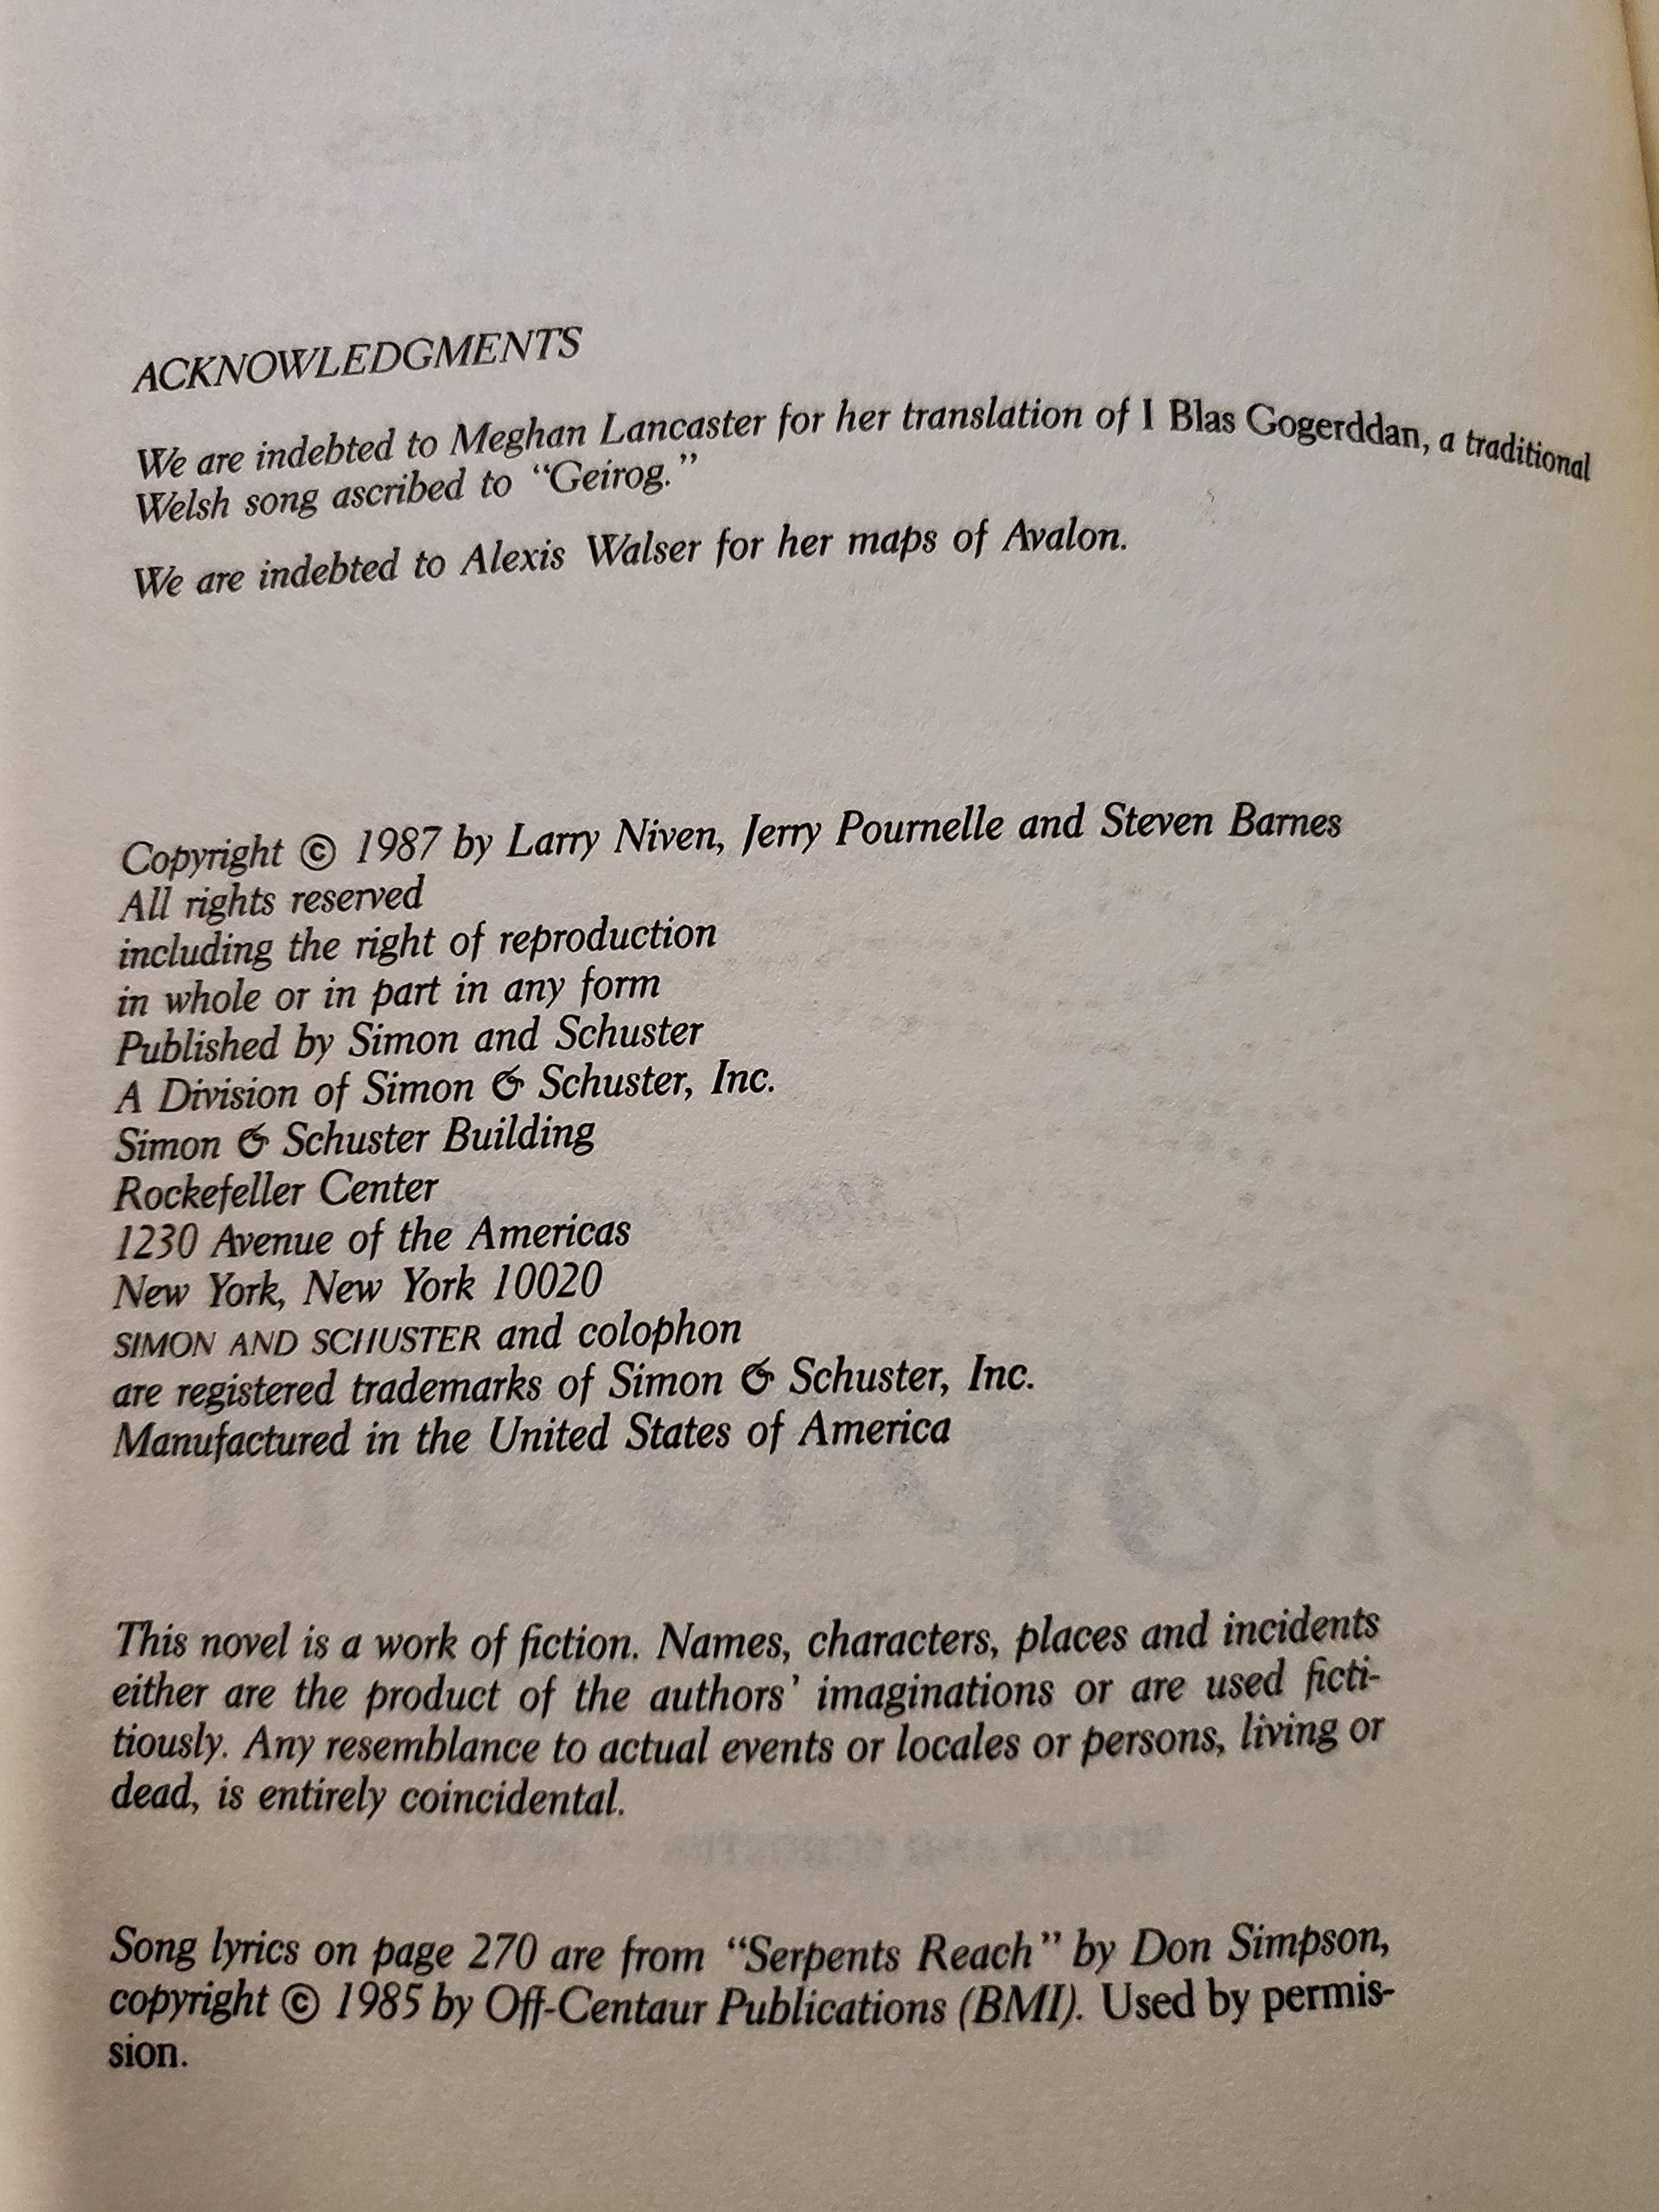 ACKNOWLEDGMENTS
We are indebted to Meghan Lancaster for her translation of I Blas Gogerddan, a traditional
Welsh song ascribed to “Geirog.”
We are indebted to Alexis Walser for her maps of Avalon.
Copyright © 1987 by Larry Niven, Jerry Pournelle and Steven Barnes
All rights reserved
including the right of reproduction
in whole or in part in any form
Published by Simon and Schuster
A Division of Simon & Schuster, Inc.
Simon & Schuster Building
Rockefeller Center
1230 Avenue of the Americas
New York, New York 10020
SIMON AND SCHUSTER and colophon
are registered trademarks of Simon & Schuster, Inc.
Manufactured in the United States of America
This novel is a work of fiction. Names, characters, places and incidents
either are the product of the authors’ imaginations or are used ficti-
tiously. Any resemblance to actual events or locales or persons, living or
dead, is entirely coincidental.
Song lyrics on page 270 are from “Serpents Reach” by Don Simpson,
copyright © 1985 by Off-Centaur Publications (BMI). Used by permis-
sion.